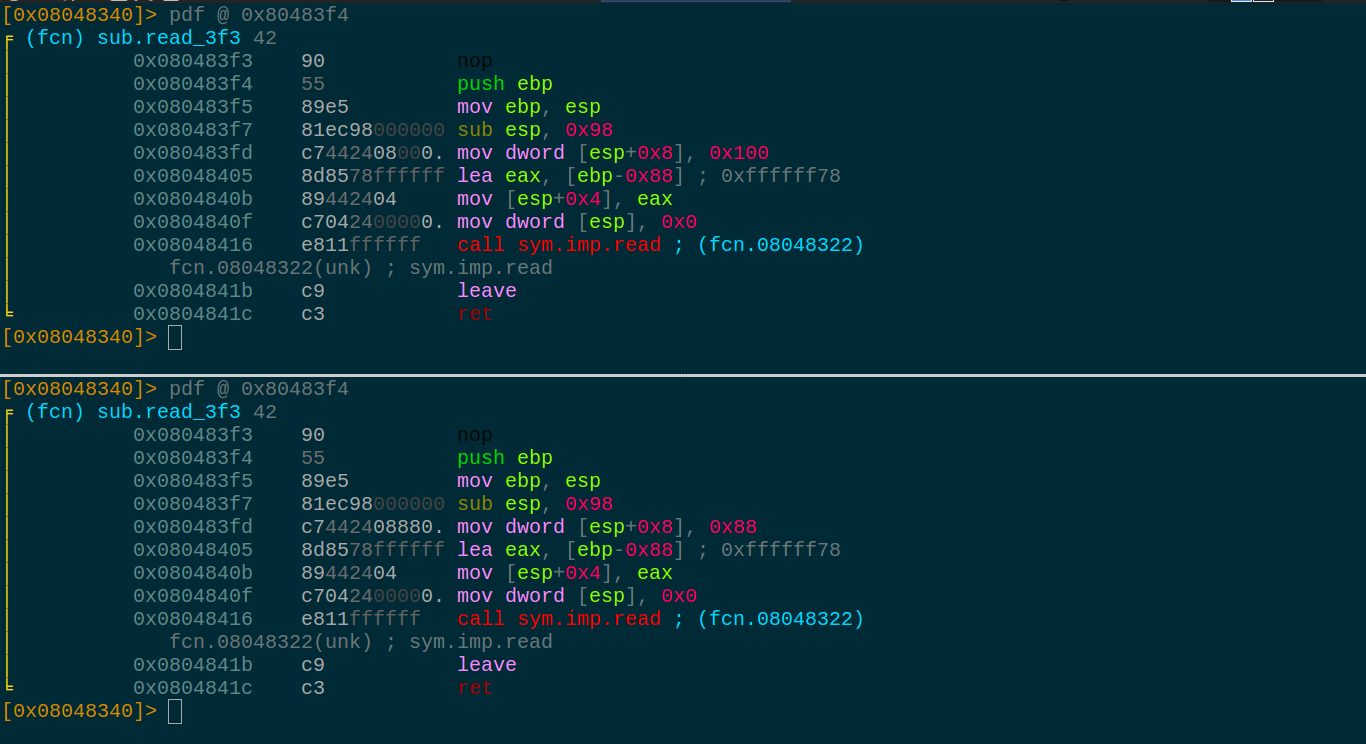 [0x08048340]> pdf @ 0x80483f4
╒ (fcn) sub.read_3f3 42
│ 0x080483f3 90 nop
│ 0x080483f4 55 push ebp
│ 0x080483f5 89e5 mov ebp, esp
│ 0x080483f7 81ec98000000 sub esp, 0x98
│ 0x080483fd c7442408000. mov dword [esp+0x8], 0x100
│ 0x08048405 8d8578ffffff lea eax, [ebp-0x88] ; 0xffffff78
│ 0x0804840b 89442404 mov [esp+0x4], eax
│ 0x0804840f c7042400000. mov dword [esp], 0x0
│ 0x08048416 e811ffffff call sym.imp.read ; (fcn.08048322)
│ fcn.08048322(unk) ; sym.imp.read
│ 0x0804841b c9 leave
╘ 0x0804841c c3 ret
[0x08048340]>
[0x08048340]> pdf @ 0x80483f4
╒ (fcn) sub.read_3f3 42
│ 0x080483f3 90 nop
│ 0x080483f4 55 push ebp
│ 0x080483f5 89e5 mov ebp, esp
│ 0x080483f7 81ec98000000 sub esp, 0x98
│ 0x080483fd c7442408880. mov dword [esp+0x8], 0x88
│ 0x08048405 8d8578ffffff lea eax, [ebp-0x88] ; 0xffffff78
│ 0x0804840b 89442404 mov [esp+0x4], eax
│ 0x0804840f c7042400000. mov dword [esp], 0x0
│ 0x08048416 e811ffffff call sym.imp.read ; (fcn.08048322)
│ fcn.08048322(unk) ; sym.imp.read
│ 0x0804841b c9 leave
╘ 0x0804841c c3 ret
[0x08048340]>